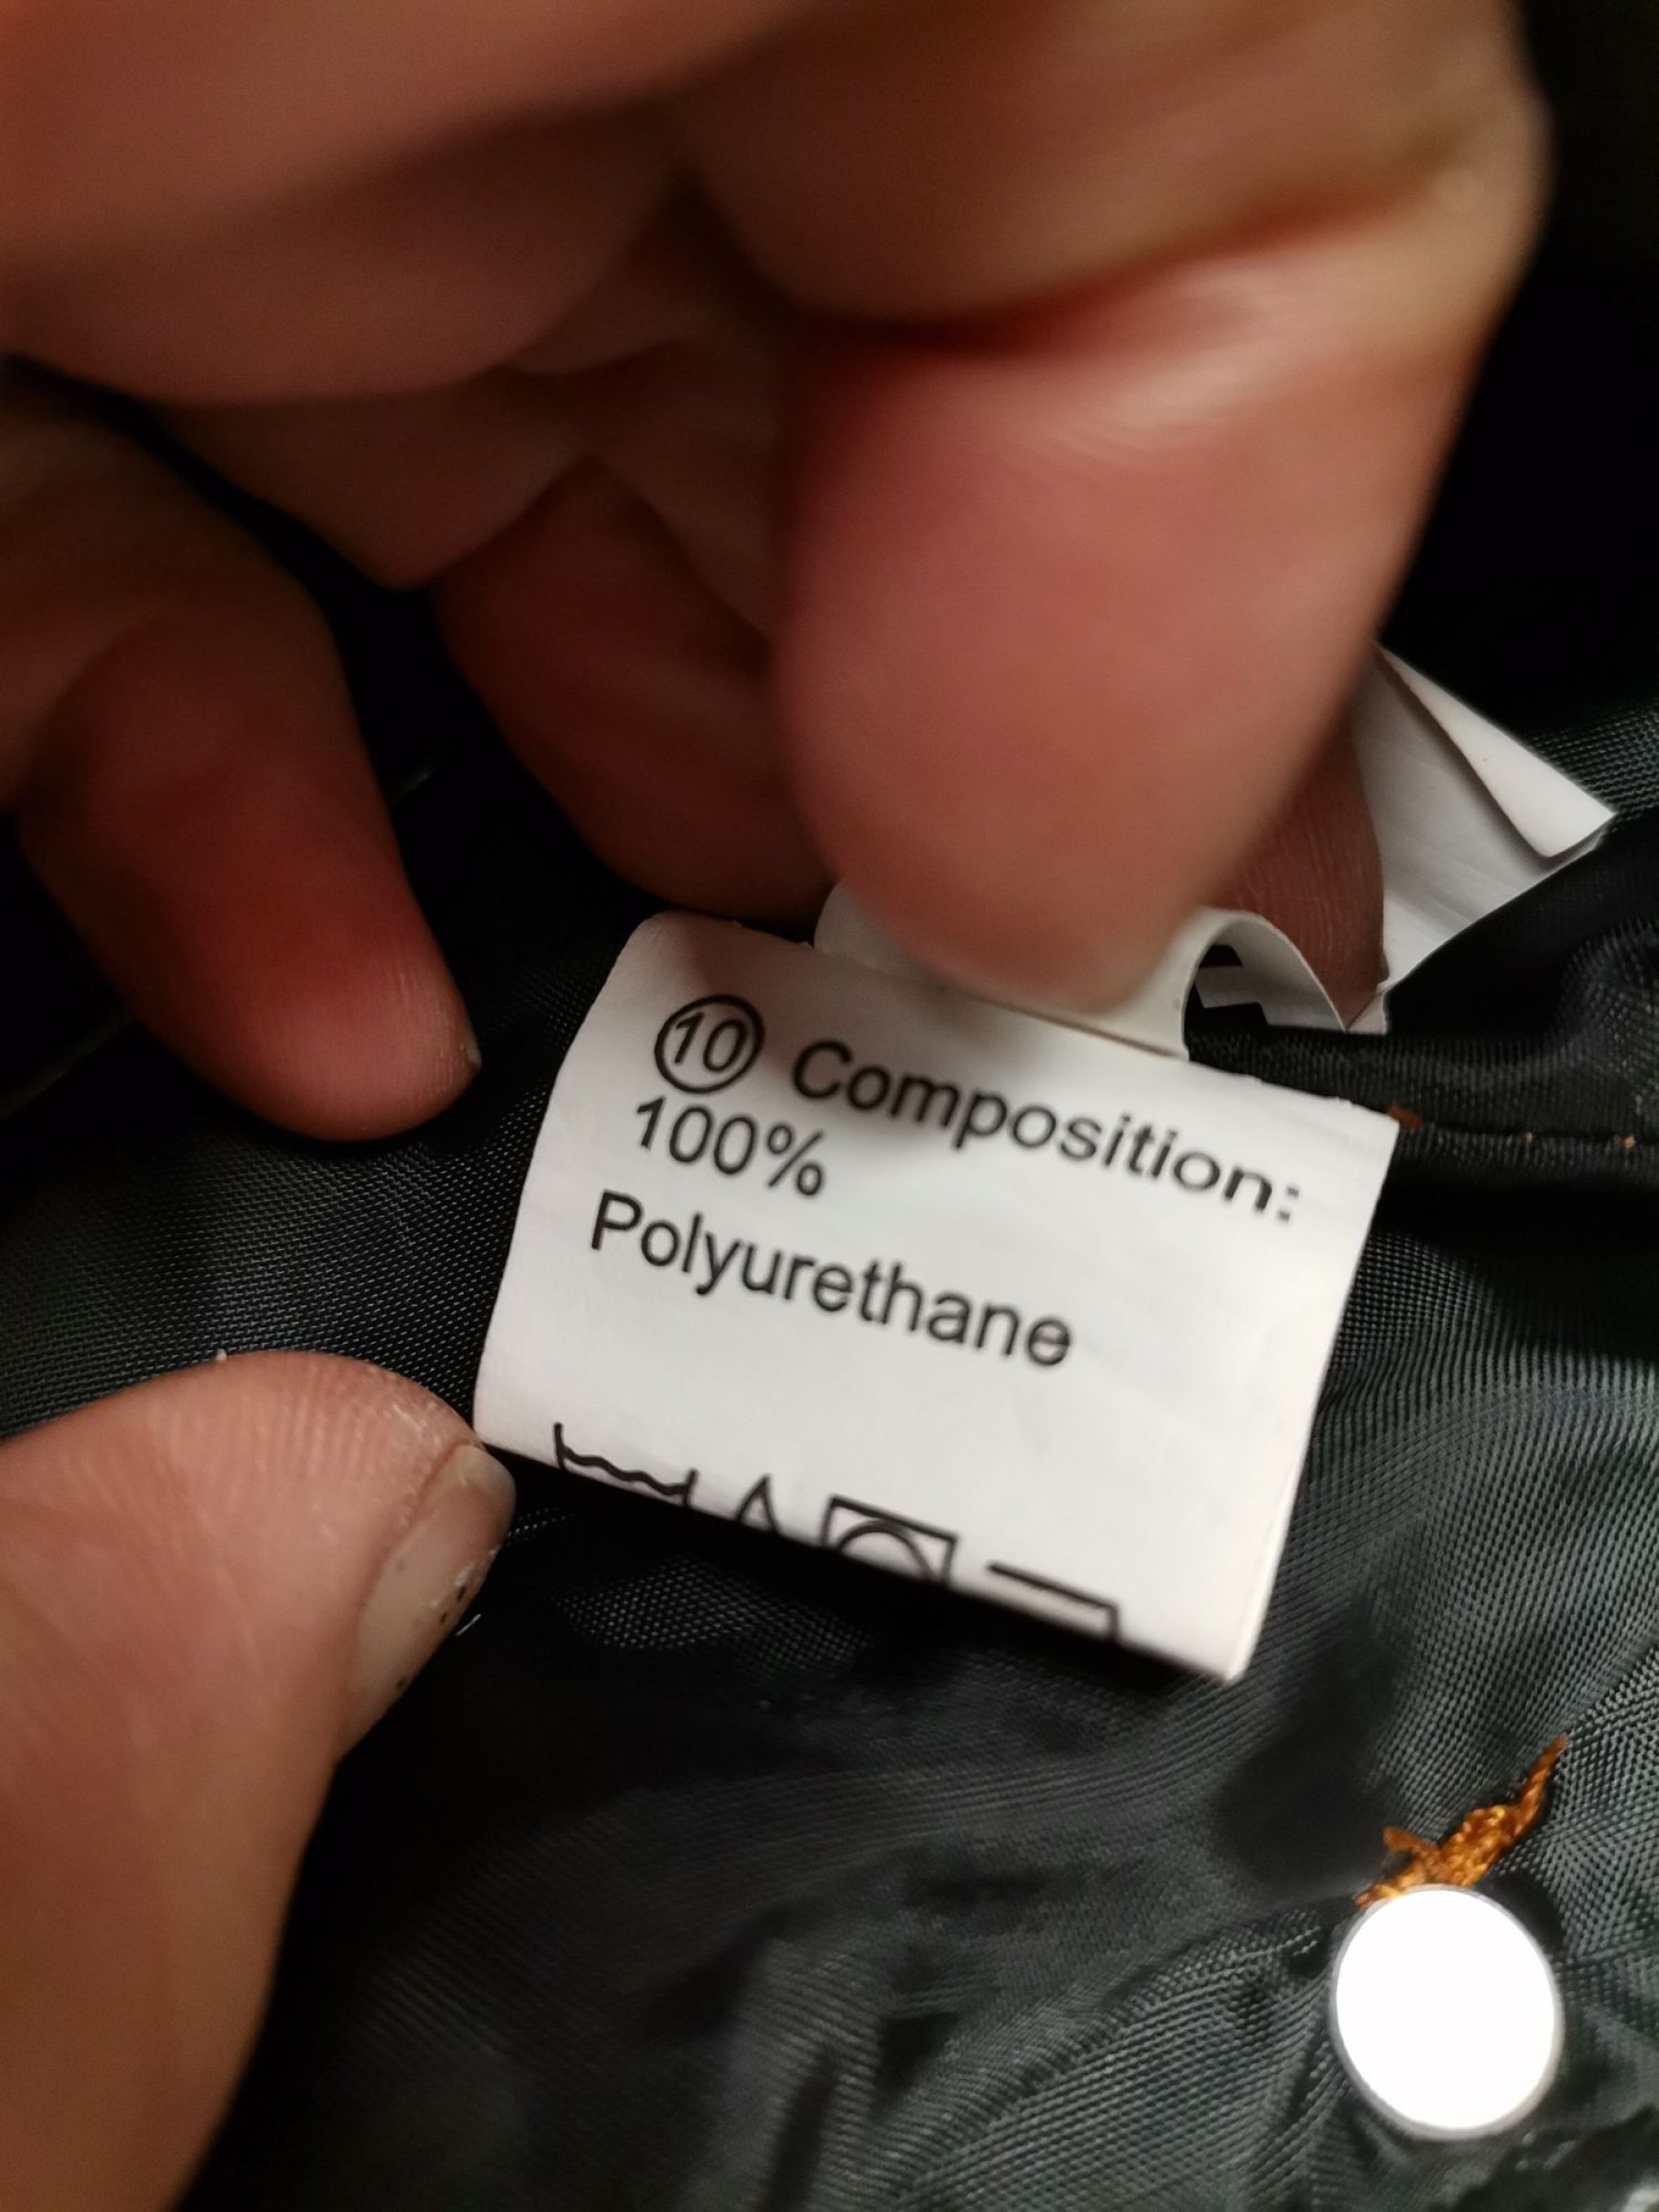 ⑩ Composition:
100%
Polyurethane